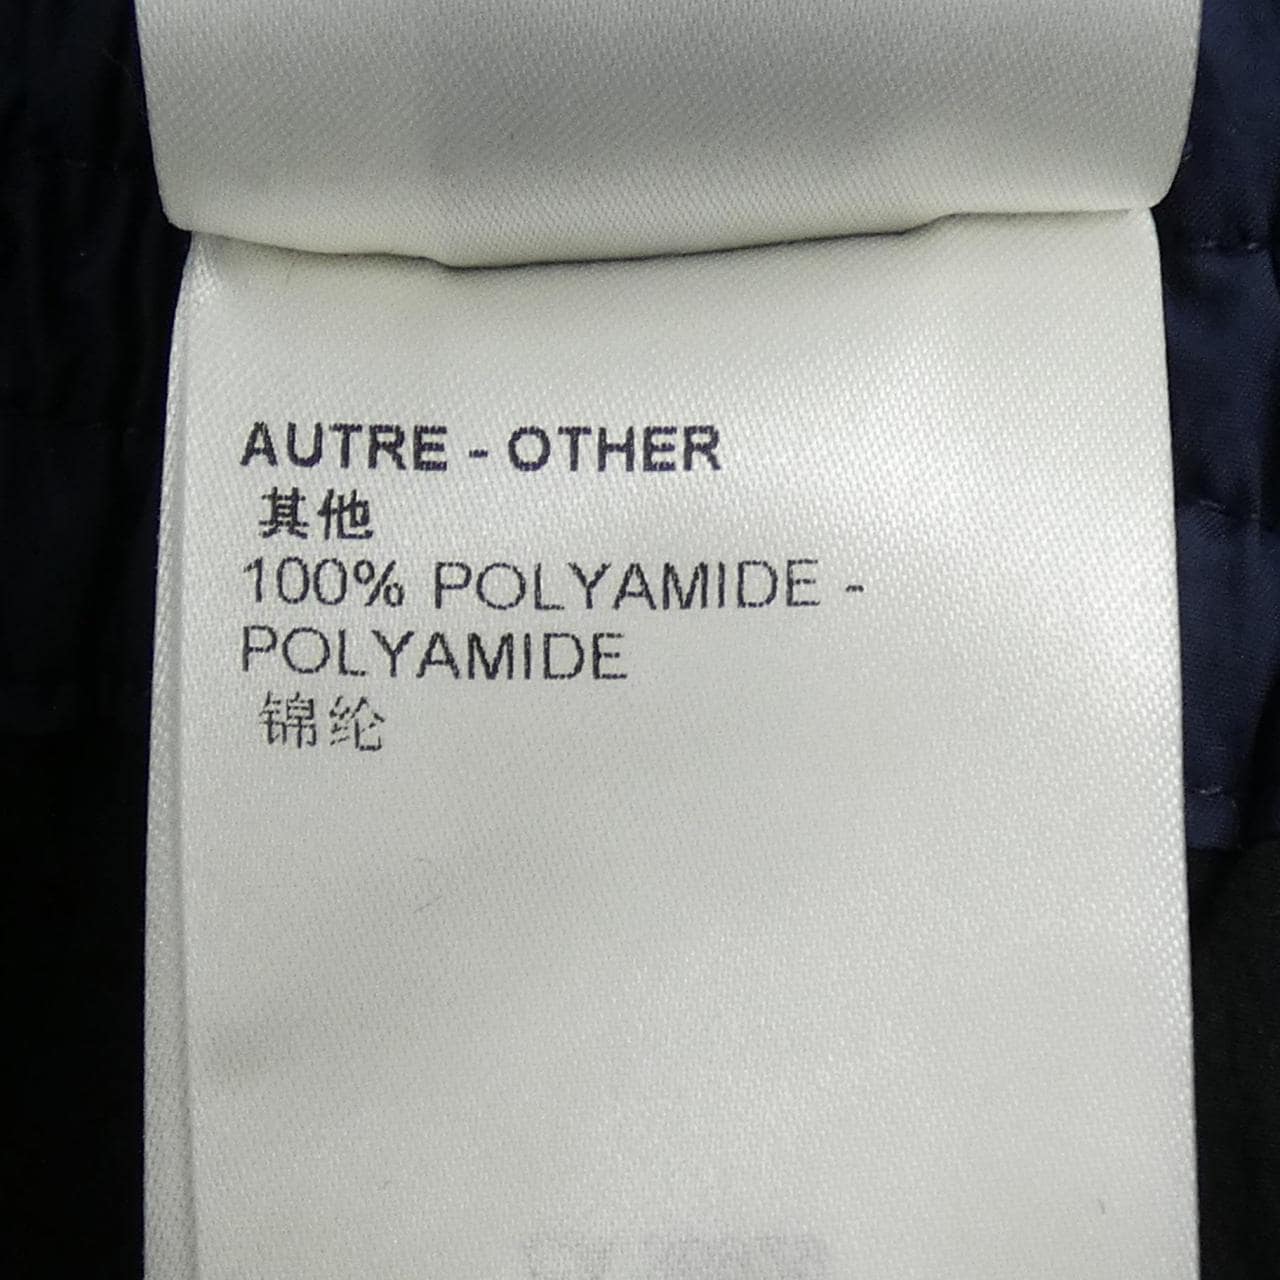 AUTRE - OTHER
其他
100% POLYAMIDE -
POLYAMIDE
锦纶